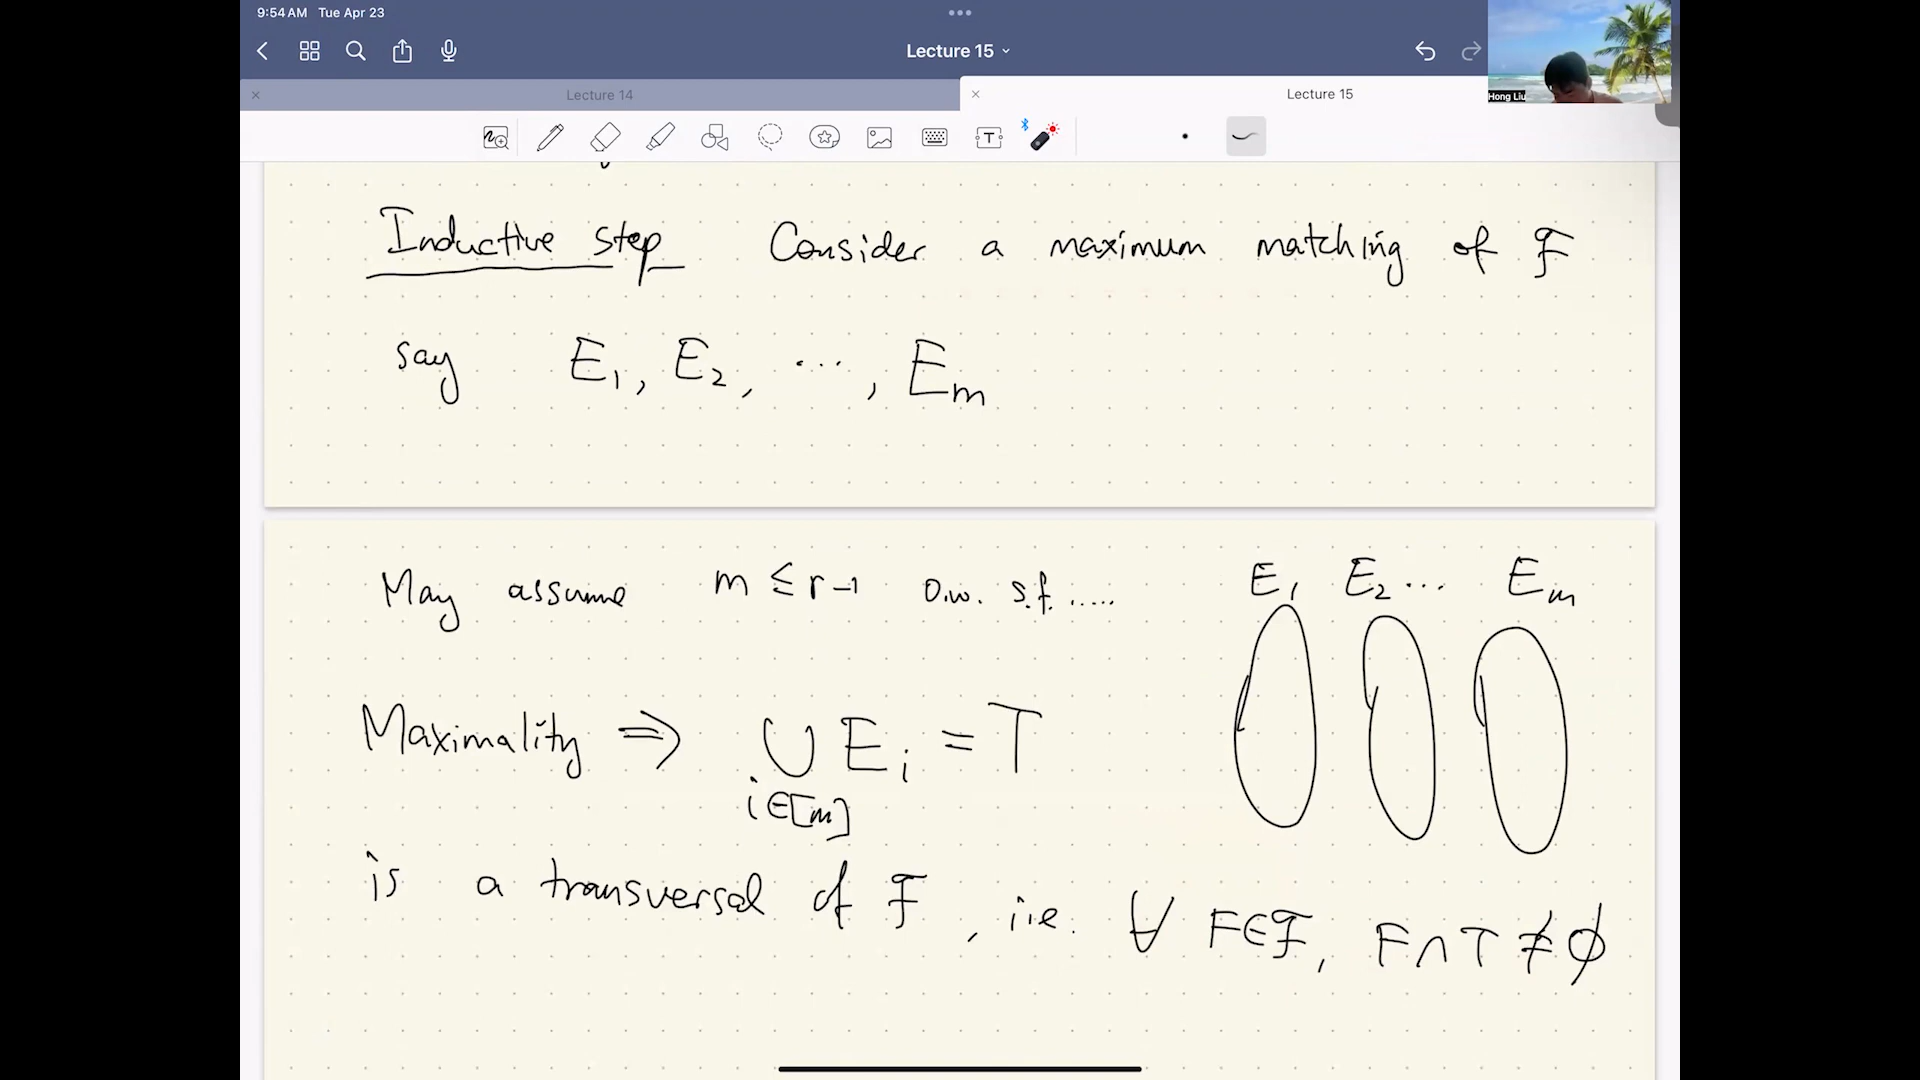 9:54 AM Tue Apr 23
Lecture 15
Lecture 14
Lecture 15
Hong Liu
Inductive step Consider a maximum matching of F
say E₁, E₂, ⋯, Eₘ
May assume m ≤ r-1 o.w. s.f. .....
E₁ E₂ ⋯ Eₘ
Maximality ⇒ ∪ Eᵢ = T
i∈[m]
is a transversal of F, i.e. ∀ F∈F, F∩T ≠ ∅